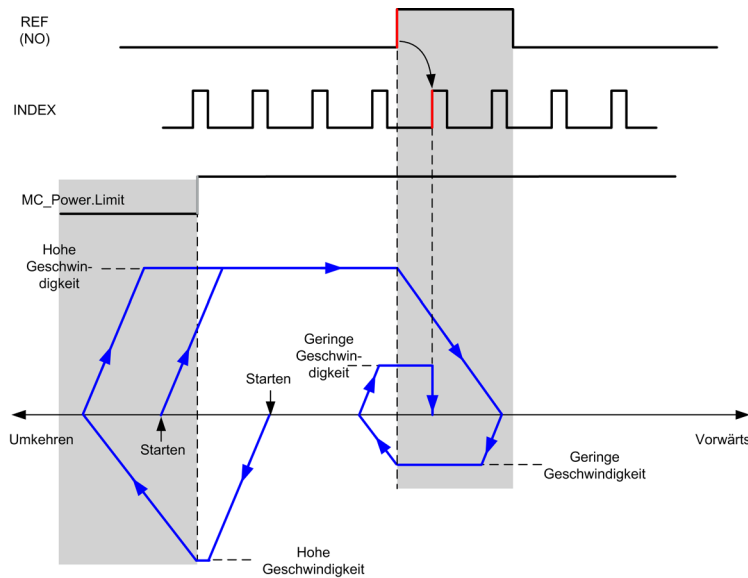 REF
(NO)
INDEX
MC_Power.Limit
Hohe
Geschwin-
digkeit
Geringe
Geschwin-
digkeit
Starten
Umkehren
Starten
Vorwärts
Geringe
Geschwindigkeit
Hohe
Geschwindigkeit